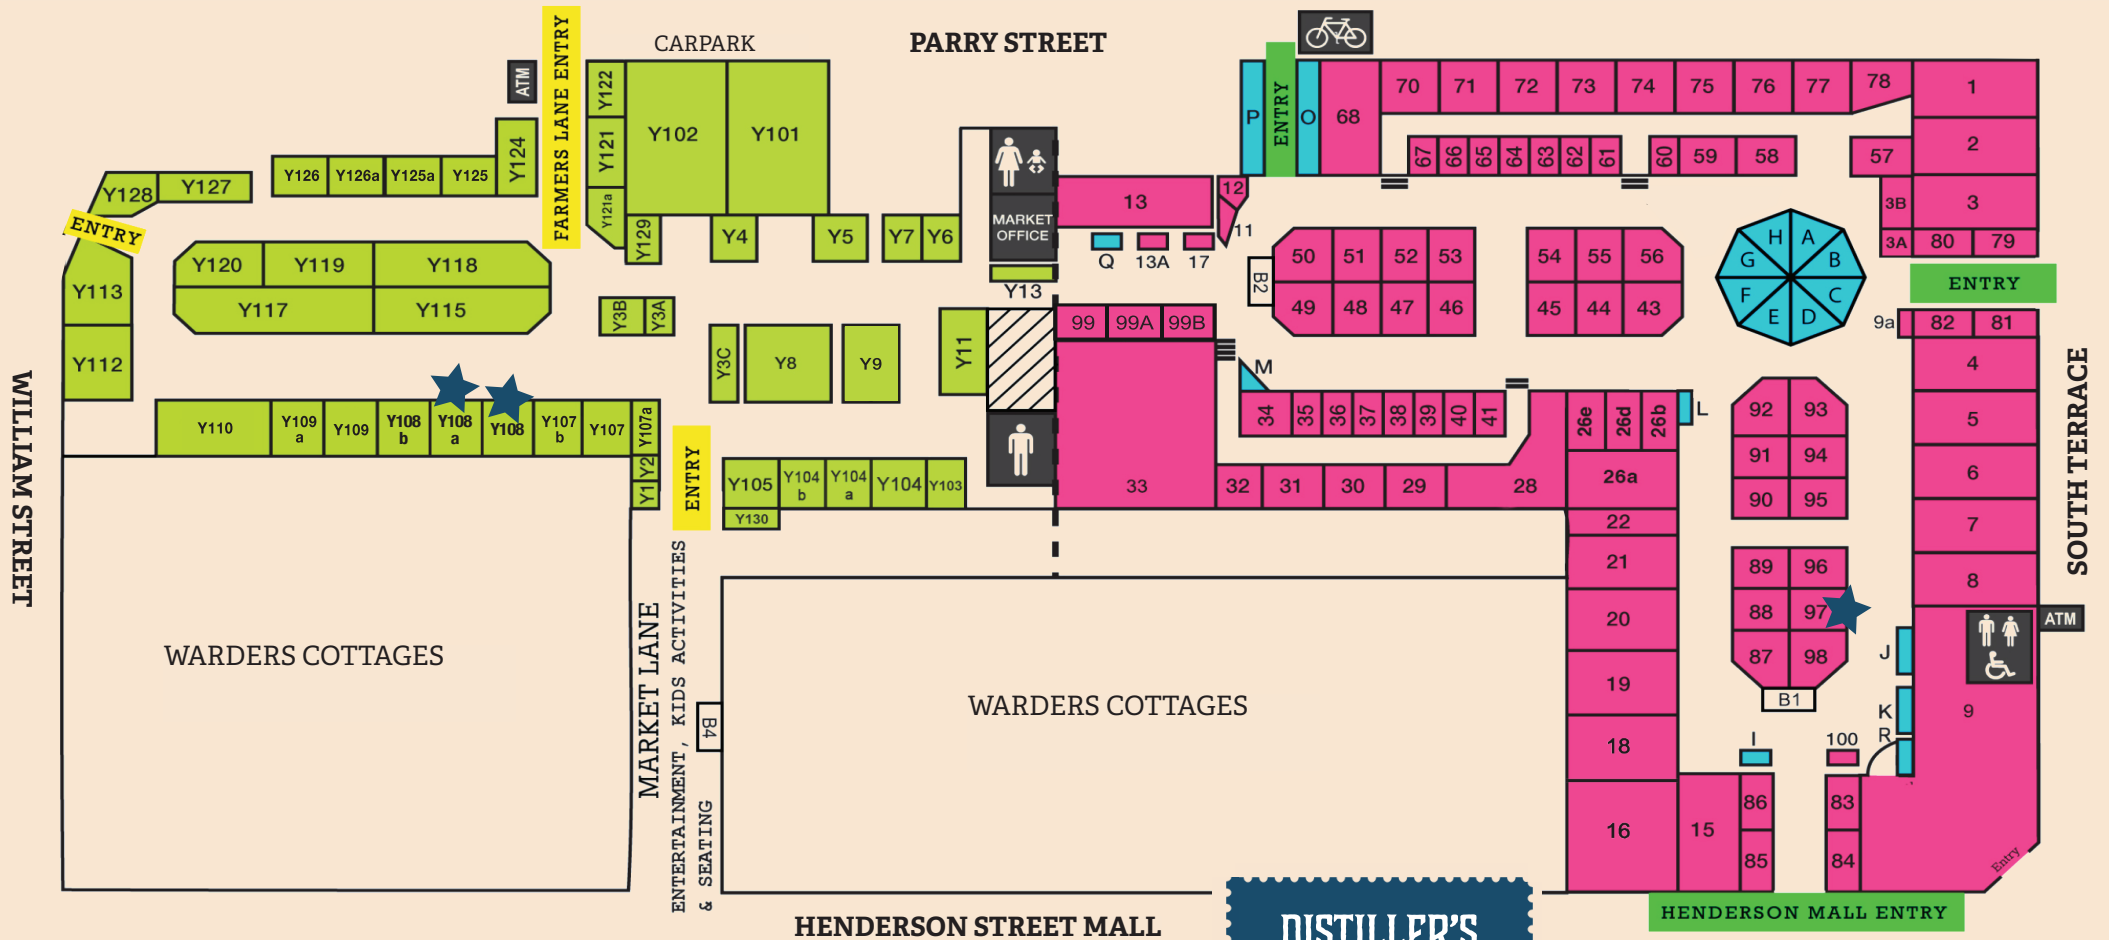 PARRY STREET
CARPARK
ATM
FARMERS LANE ENTRY
Y122
Y121
Y121a
Y102
Y101
Y129
Y4
Y5
Y7
Y6
Y124
Y126
Y126a
Y125a
Y125
Y128
Y127
ENTRY
Y113
Y112
Y120
Y119
Y118
Y117
Y115
Y3B
Y3A
Y3C
Y8
Y9
Y11
Y13
MARKET
OFFICE
Y110
Y109
a
Y109
Y108
b
Y108
a
Y108
Y107
b
Y107
Y107a
Y2
Y1
ENTRY
Y105
Y104
b
Y104
a
Y104
Y103
Y130
WILLIAM STREET
WARDERS COTTAGES
MARKET LANE
ENTERTAINMENT, KIDS ACTIVITIES
& SEATING
B4
WARDERS COTTAGES
HENDERSON STREET MALL
P
ENTRY
O
68
70
71
72
73
74
75
76
77
78
1
2
3
67
66
65
64
63
62
61
60
59
58
57
3B
3A
80
79
13
12
11
Q
13A
17
B2
50
51
52
53
49
48
47
46
54
55
56
45
44
43
H
A
G
B
F
C
E
D
ENTRY
9a
82
81
4
5
6
7
8
SOUTH TERRACE
99
99A
99B
33
M
34
35
36
37
38
39
40
41
32
31
30
29
28
26e
26d
26b
L
26a
22
21
20
19
18
16
15
92
93
91
94
90
95
89
96
88
97
87
98
B1
ATM
J
K
R
9
I
100
86
85
83
84
Entry
HENDERSON MALL ENTRY
DISTILLER'S